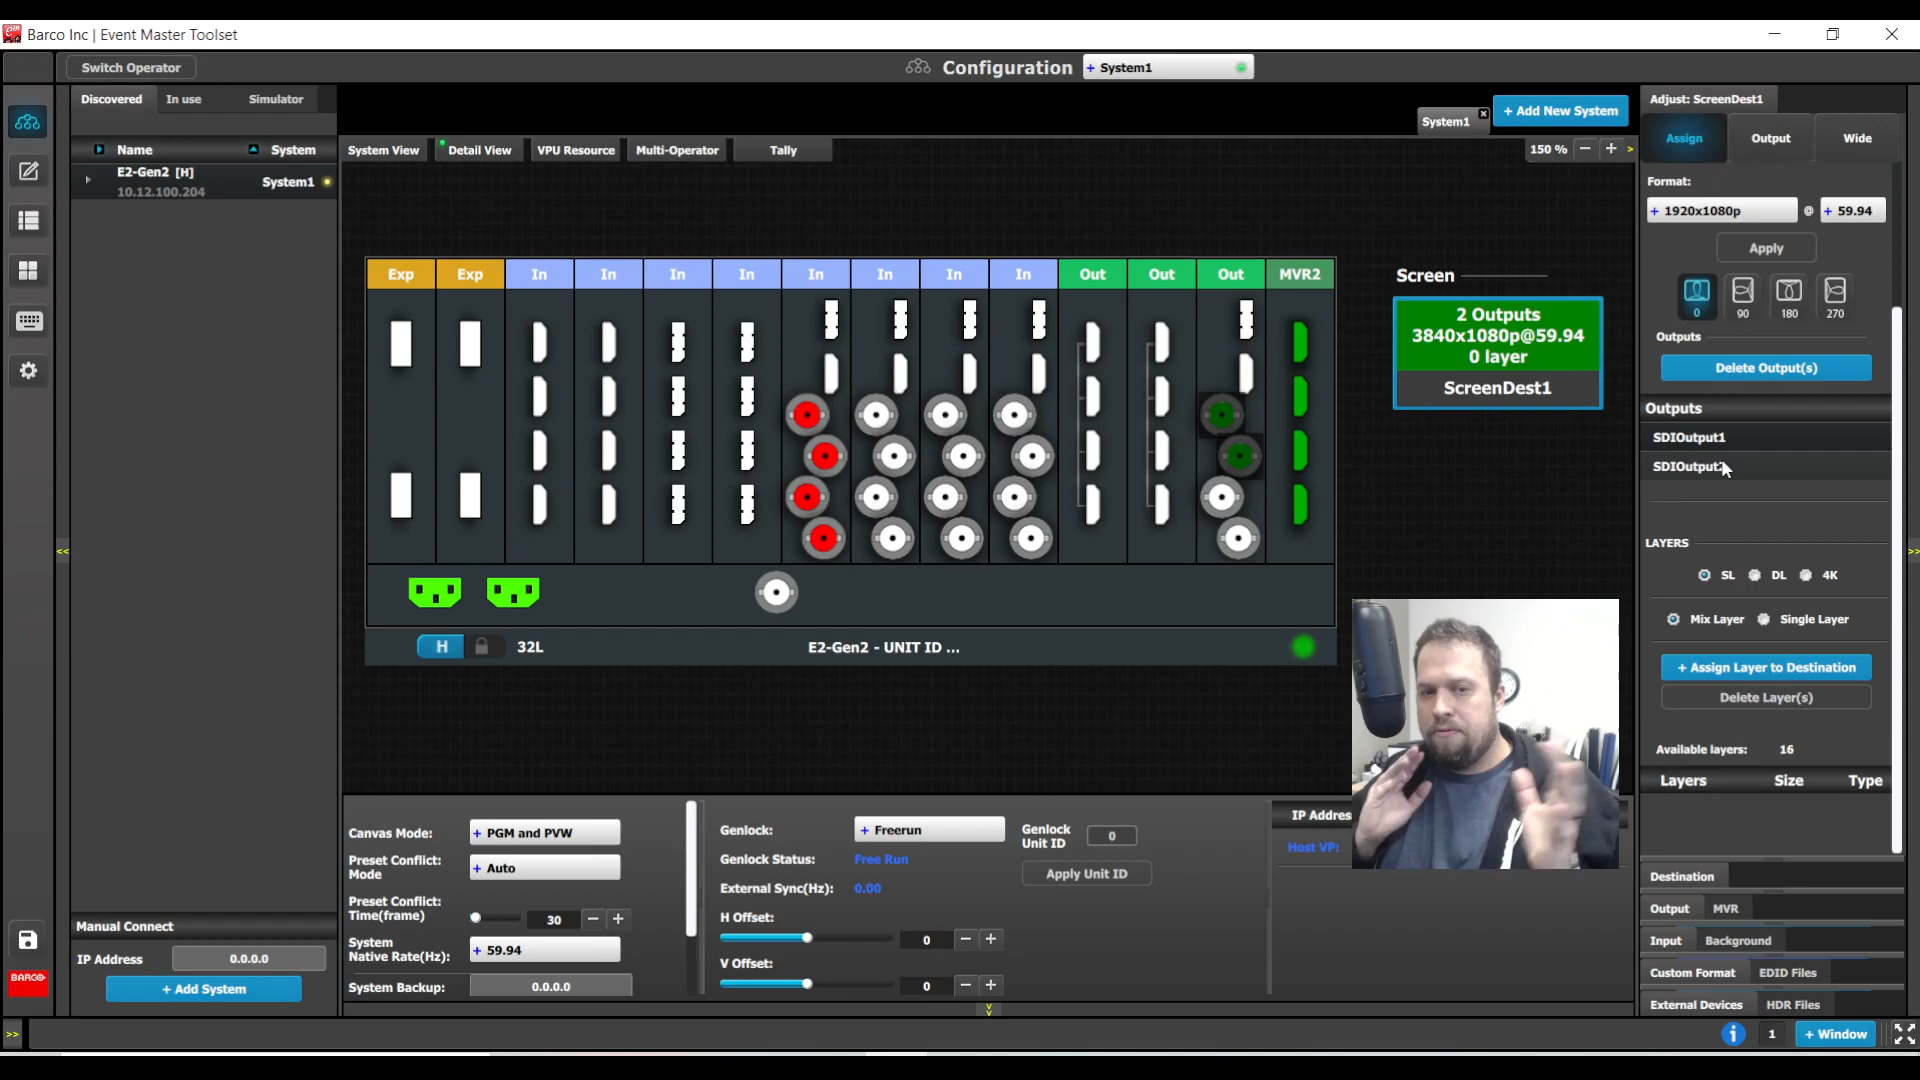 Barco Inc | Event Master Toolset
Switch Operator
Configuration
+ System1
Discovered
In use
Simulator
Name
System
E2-Gen2 [H]
10.12.100.204
System1
System1
+ Add New System
System View
Detail View
VPU Resource
Multi-Operator
Tally
150 %
Exp
Exp
In
In
In
In
In
In
In
In
Out
Out
Out
MVR2
Screen
2 Outputs
3840x1080p@59.94
0 layer
ScreenDest1
H
32L
E2-Gen2 - UNIT ID ...
Adjust: ScreenDest1
Assign
Output
Wide
Format:
+ 1920x1080p
@
+ 59.94
Apply
0
90
180
270
Outputs
Delete Output(s)
Outputs
SDIOutput1
LAYERS
SL
DL
4K
Mix Layer
Single Layer
+ Assign Layer to Destination
Delete Layer(s)
Available layers: 16
Layers
Size
Type
Destination
Output
MVR
Input
Background
Custom Format
EDID Files
External Devices
HDR Files
Canvas Mode:
+ PGM and PVW
Preset Conflict:
Mode
+ Auto
Preset Conflict:
Time(frame)
30
System
Native Rate(Hz):
+ 59.94
System Backup:
0.0.0.0
Genlock:
+ Freerun
Genlock Status:
Free Run
External Sync(Hz):
0.00
H Offset:
0
V Offset:
0
Genlock
Unit ID
0
Apply Unit ID
Host VP:
Manual Connect
IP Address
0.0.0.0
+ Add System
BARCO
>>
1
+ Window